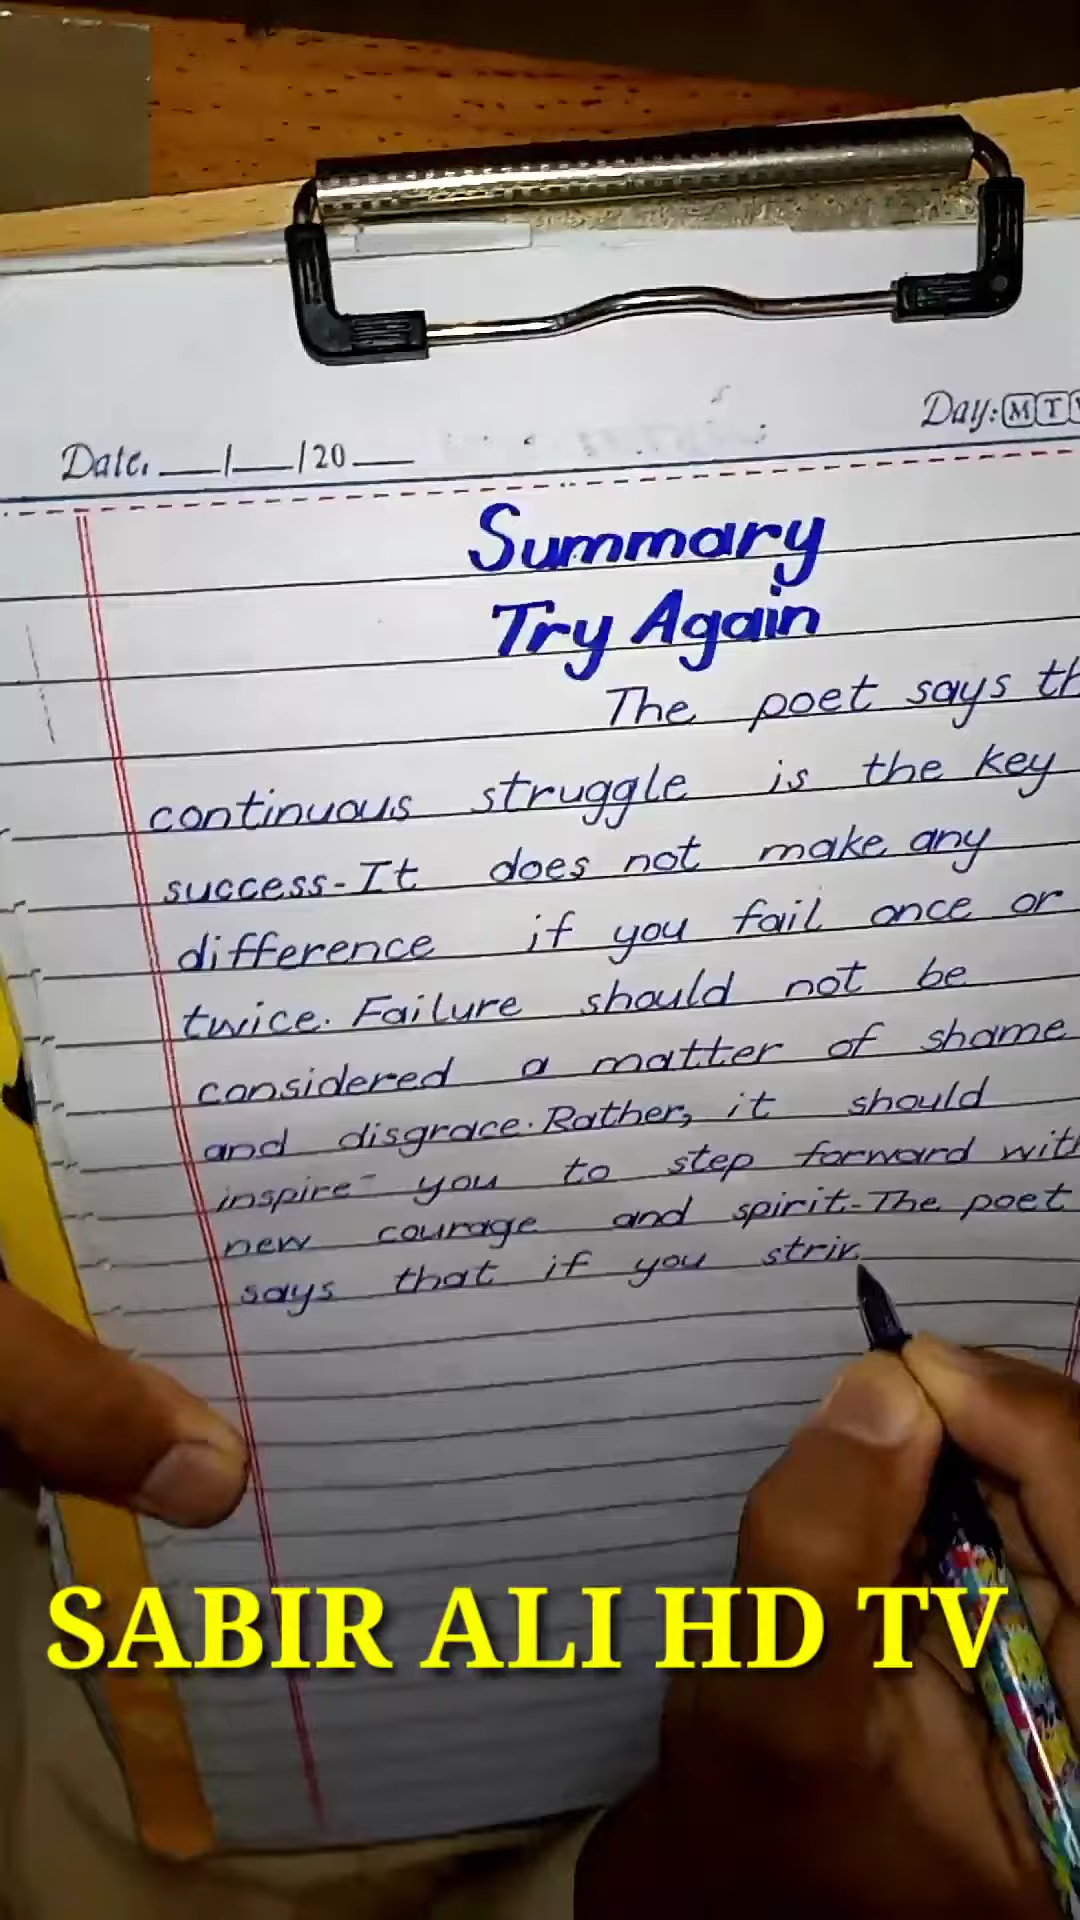 Day: M T
Date. ___/___/20___
Summary
Try Again
The poet says th
continuous struggle is the key
success-It does not make any
difference if you fail once or
twice. Failure should not be
considered a matter of shame
and disgrace. Rather, it should
inspire- you to step forward with
new courage and spirit-The poet
says that if you striv
SABIR ALI HD TV